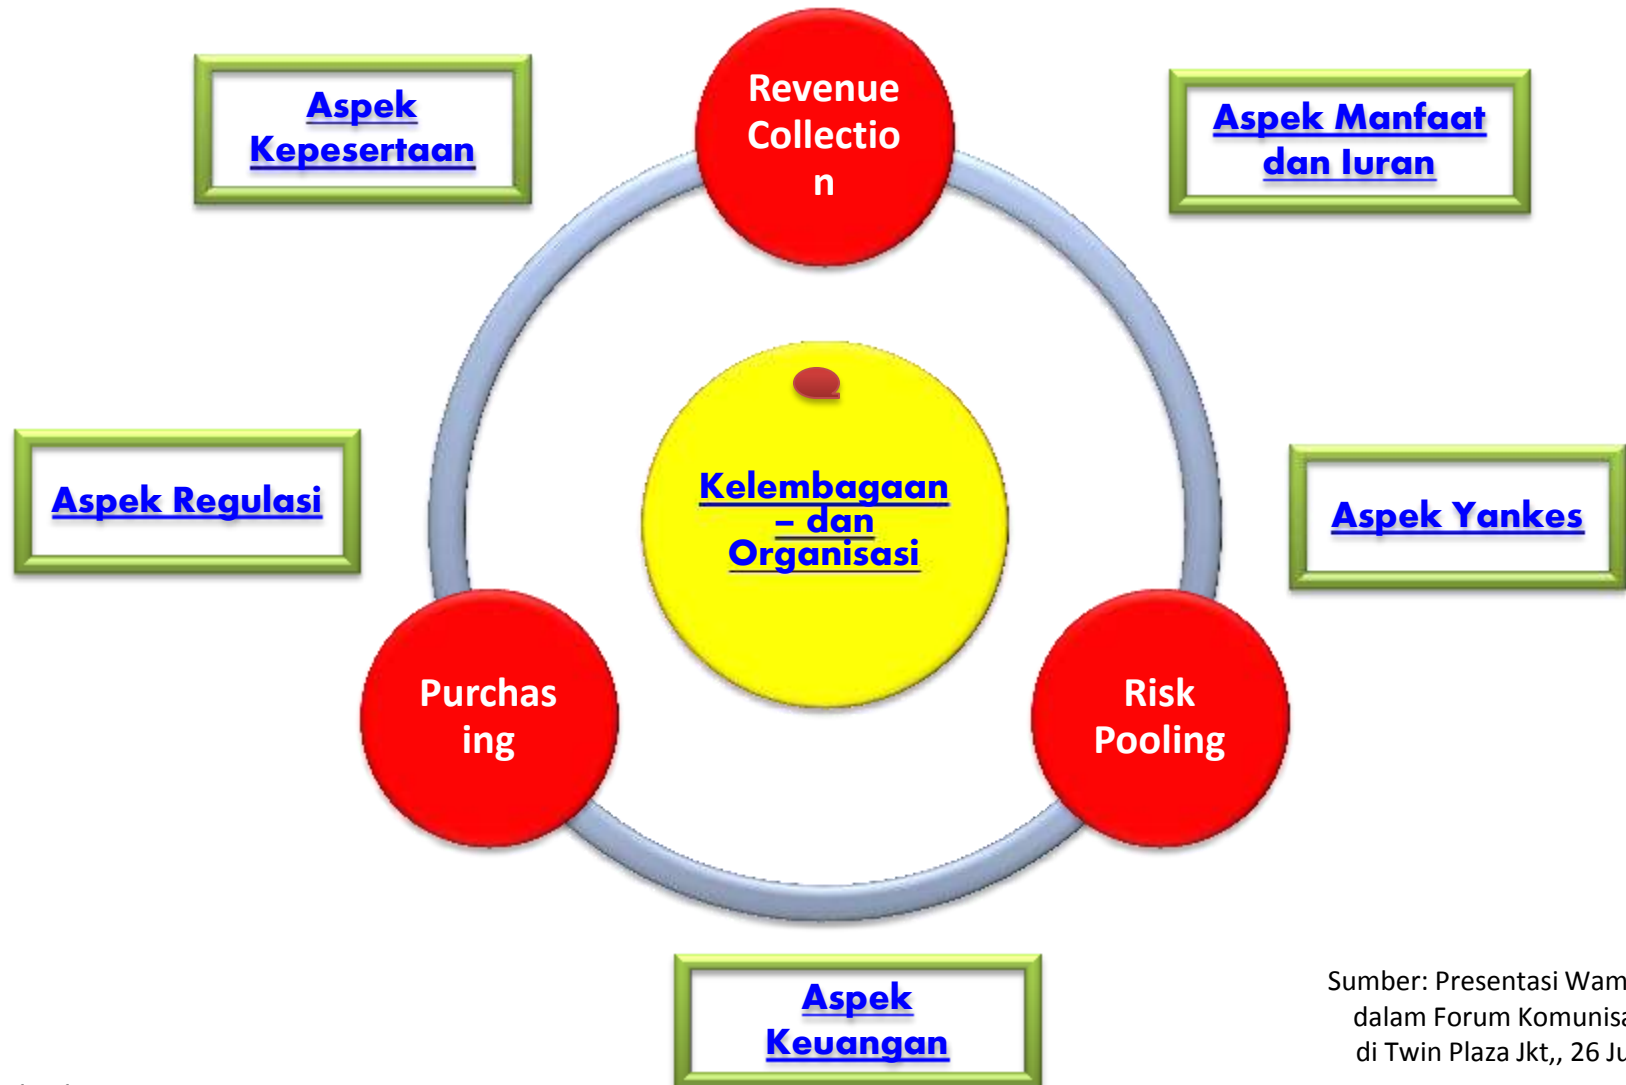 Revenue
Collectio
n
Aspek
Kepesertaan
Aspek Manfaat
dan Iuran
Kelembagaan
– dan
Organisasi
Aspek Regulasi
Aspek Yankes
Purchas
ing
Risk
Pooling
Aspek
Keuangan
Sumber: Presentasi Wam
dalam Forum Komunisa
di Twin Plaza Jkt,, 26 Ju